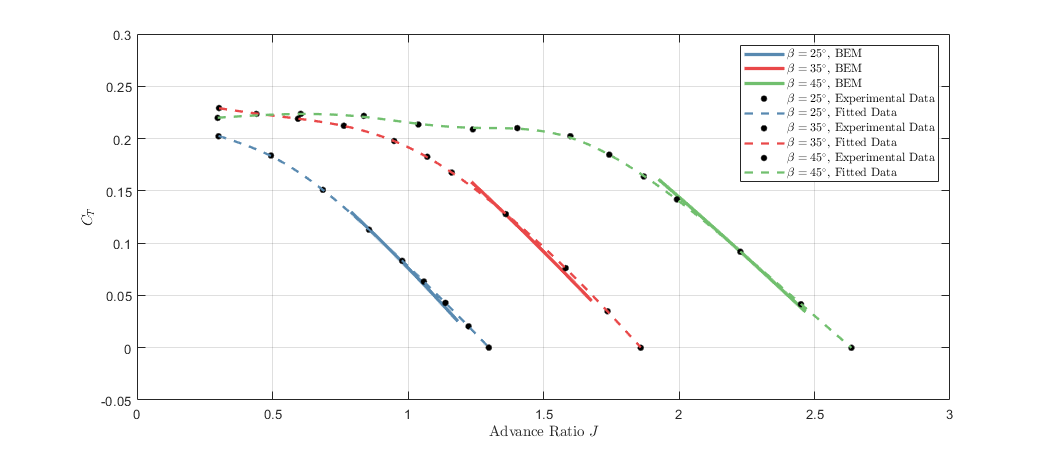 0.3
0.25
0.2
0.15
0.1
0.05
0
-0.05
C_T
0 0.5 1 1.5 2 2.5 3
Advance Ratio J
β = 25°, BEM
β = 35°, BEM
β = 45°, BEM
β = 25°, Experimental Data
β = 25°, Fitted Data
β = 35°, Experimental Data
β = 35°, Fitted Data
β = 45°, Experimental Data
β = 45°, Fitted Data